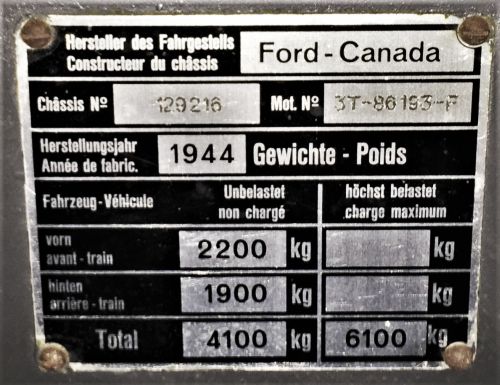 Hersteller des Fahrgestells
Constructeur du châssis
Ford - Canada
Châssis Nº 129216 Mot. Nº 3T-86193-F
Herstellungsjahr
Année de fabric.
1944 Gewichte - Poids
Fahrzeug - Véhicule
Unbelastet
non chargé
höchst belastet
charge maximum
vorn
avant - train
2200 kg kg
hinten
arrière - train
1900 kg kg
Total 4100 kg 6100 kg